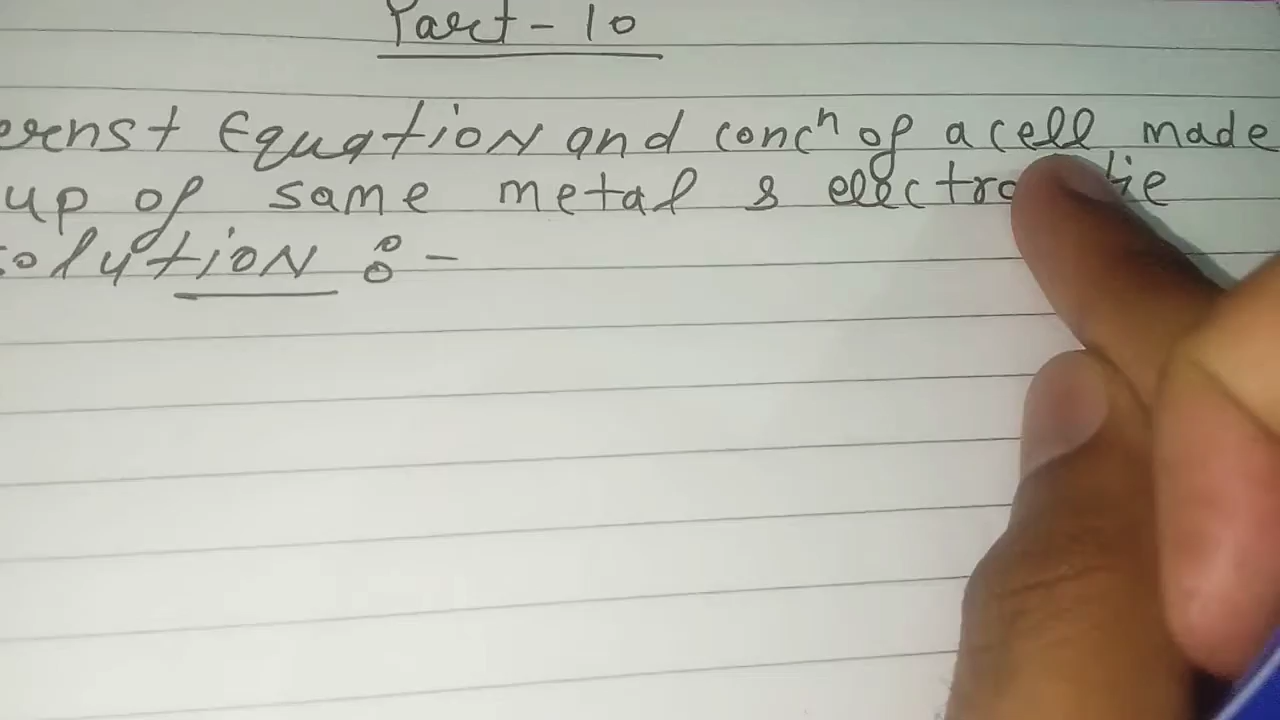 Part - 10
ernst Equation and concⁿ of a cell made
up of same metal & electro
olution :-